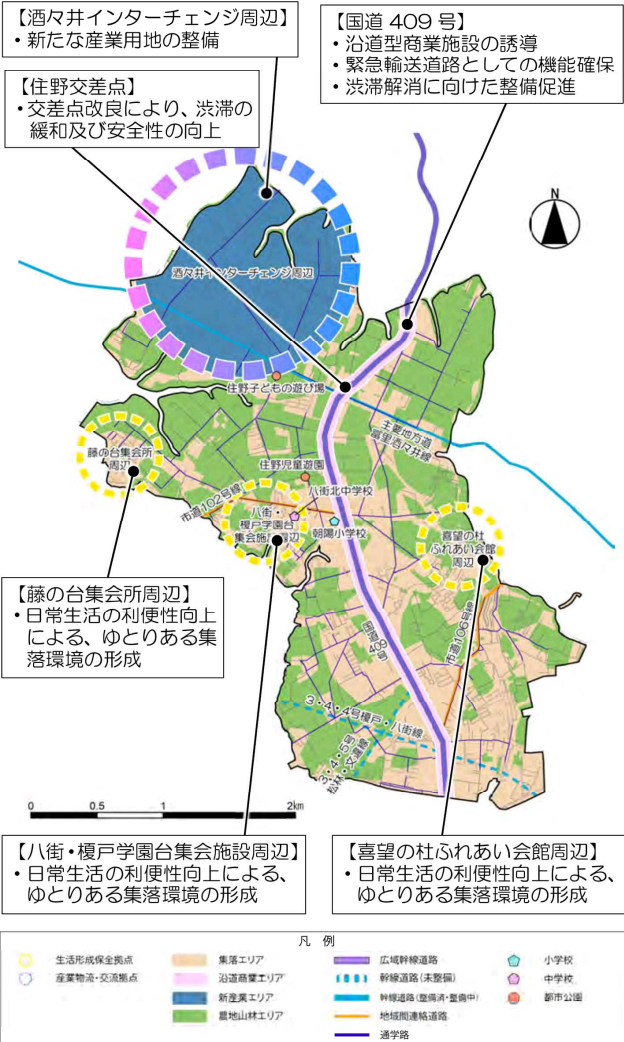 【酒々井インターチェンジ周辺】
・新たな産業用地の整備
【国道 409 号】
・沿道型商業施設の誘導
・緊急輸送道路としての機能確保
・渋滞解消に向けた整備促進
【住野交差点】
・交差点改良により、渋滞の
緩和及び安全性の向上
N
酒々井インターチェンジ周辺
住野子どもの遊び場
主要地方道
富里酒々井線
藤の台集会所
周辺
住野児童遊園
市道102号線
八街北中学校
八街・
榎戸学園台
集会施設周辺
朝陽小学校
喜望の杜
ふれあい会館
周辺
【藤の台集会所周辺】
・日常生活の利便性向上
による、ゆとりある集
落環境の形成
国道
409号
市道106号線
3・4・4号榎戸・八街線
3・4・5号
松林・文違線
0 0.5 1 2km
【八街・榎戸学園台集会施設周辺】
・日常生活の利便性向上による、
ゆとりある集落環境の形成
【喜望の杜ふれあい会館周辺】
・日常生活の利便性向上による、
ゆとりある集落環境の形成
凡 例
生活形成保全拠点
産業物流・交流拠点
集落エリア
沿道商業エリア
新産業エリア
農地山林エリア
広域幹線道路
幹線道路(未整備)
幹線道路(整備済・整備中)
地域間連絡道路
通学路
小学校
中学校
都市公園